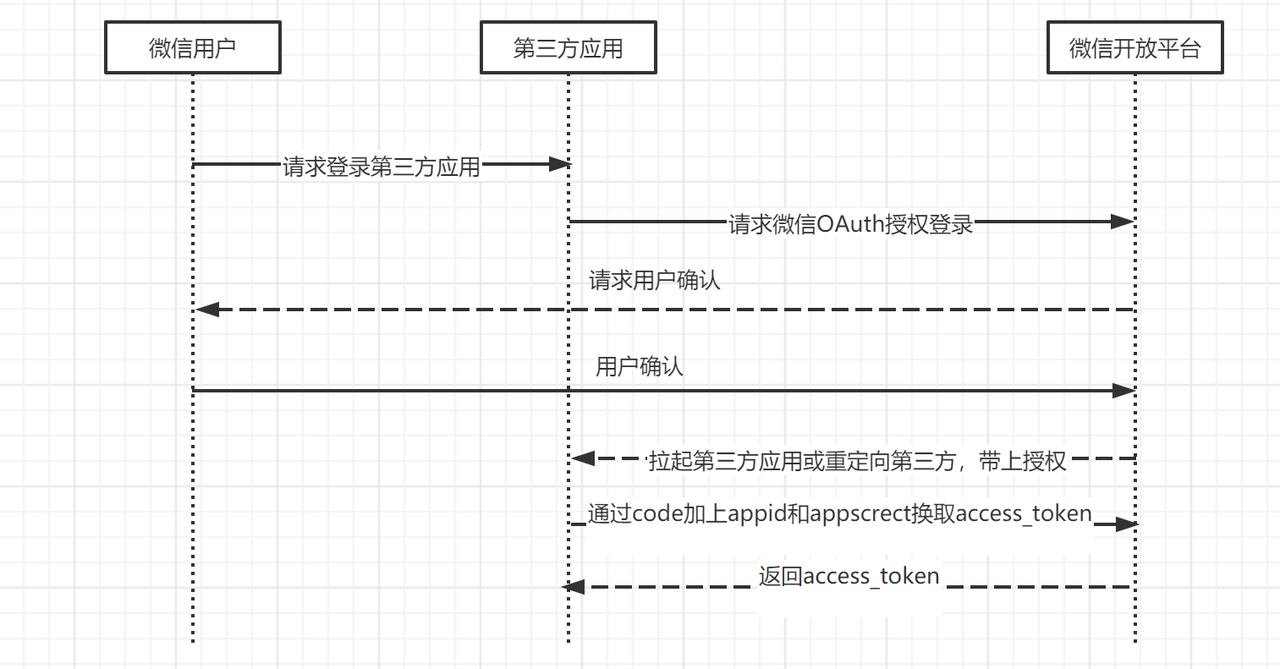 微信用户
第三方应用
微信开放平台
请求登录第三方应用
请求微信OAuth授权登录
请求用户确认
用户确认
拉起第三方应用或重定向第三方，带上授权
通过code加上appid和appscrect换取access_token
返回access_token